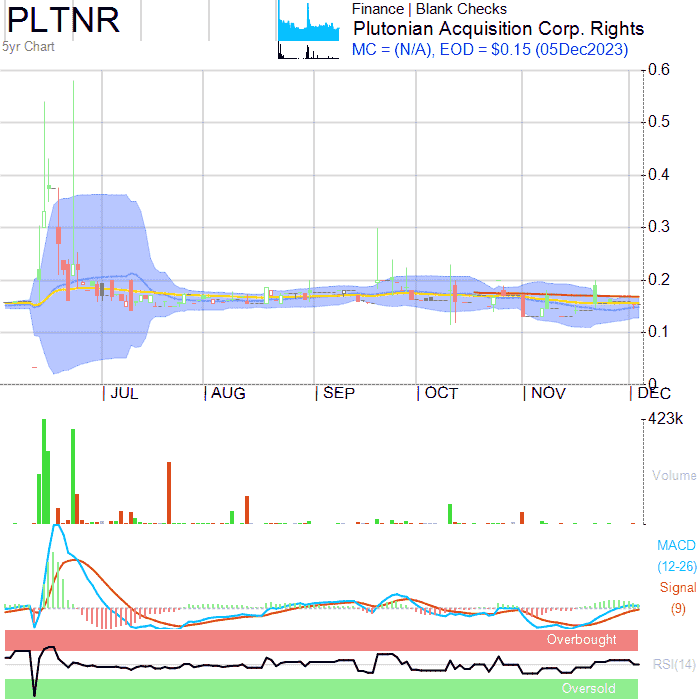 PLTNR
5yr Chart
Finance | Blank Checks
Plutonian Acquisition Corp. Rights
MC = (N/A), EOD = $0.15 (05Dec2023)
0.6
0.5
0.4
0.3
0.2
0.1
0
JUL AUG SEP OCT NOV DEC
423k
Volume
MACD
(12-26)
Signal
(9)
Overbought
RSI(14)
Oversold